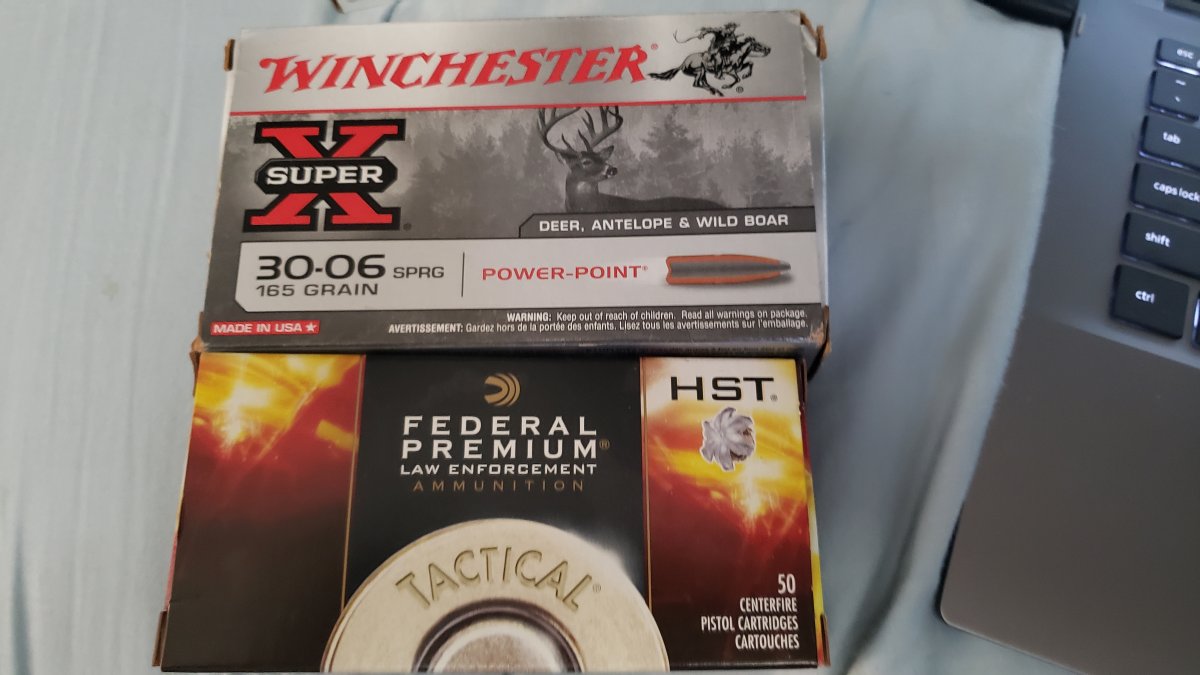 WINCHESTER®
SUPER X®
DEER, ANTELOPE & WILD BOAR
30-06 SPRG
165 GRAIN
POWER-POINT®
WARNING: Keep out of reach of children. Read all warnings on package.
MADE IN USA
AVERTISSEMENT: Gardez hors de la portée des enfants. Lisez tous les avertissements sur l'emballage.
HST®
FEDERAL
PREMIUM®
LAW ENFORCEMENT
AMMUNITION
TACTICAL®
50
CENTERFIRE
PISTOL CARTRIDGES
CARTOUCHES
esc
tab
caps lock
shift
ctrl